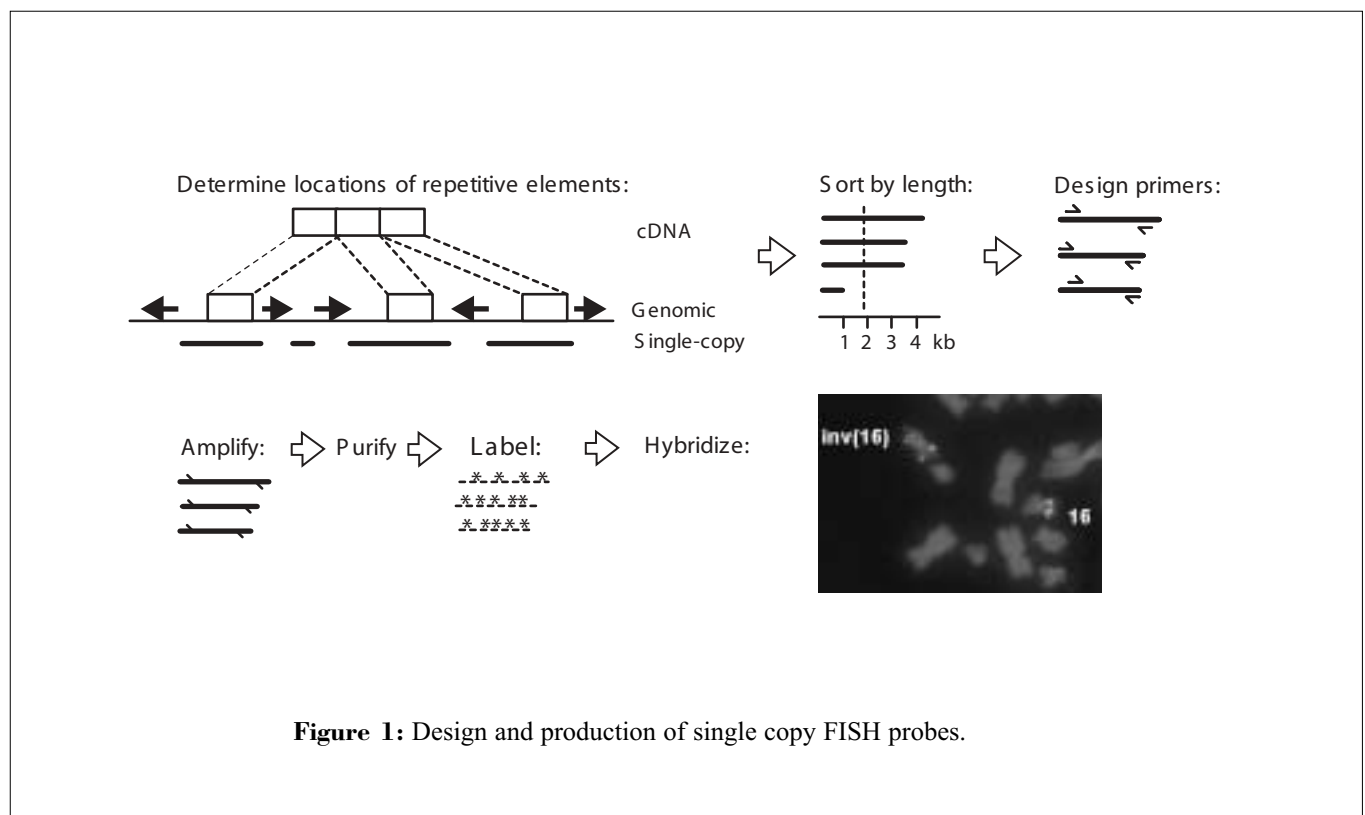 Determine locations of repetitive elements:
cDNA
Genomic
Single-copy
Sort by length:
1 2 3 4 kb
Design primers:
Amplify:
Purify
Label:
Hybridize:
inv(16)
16
Figure 1: Design and production of single copy FISH probes.